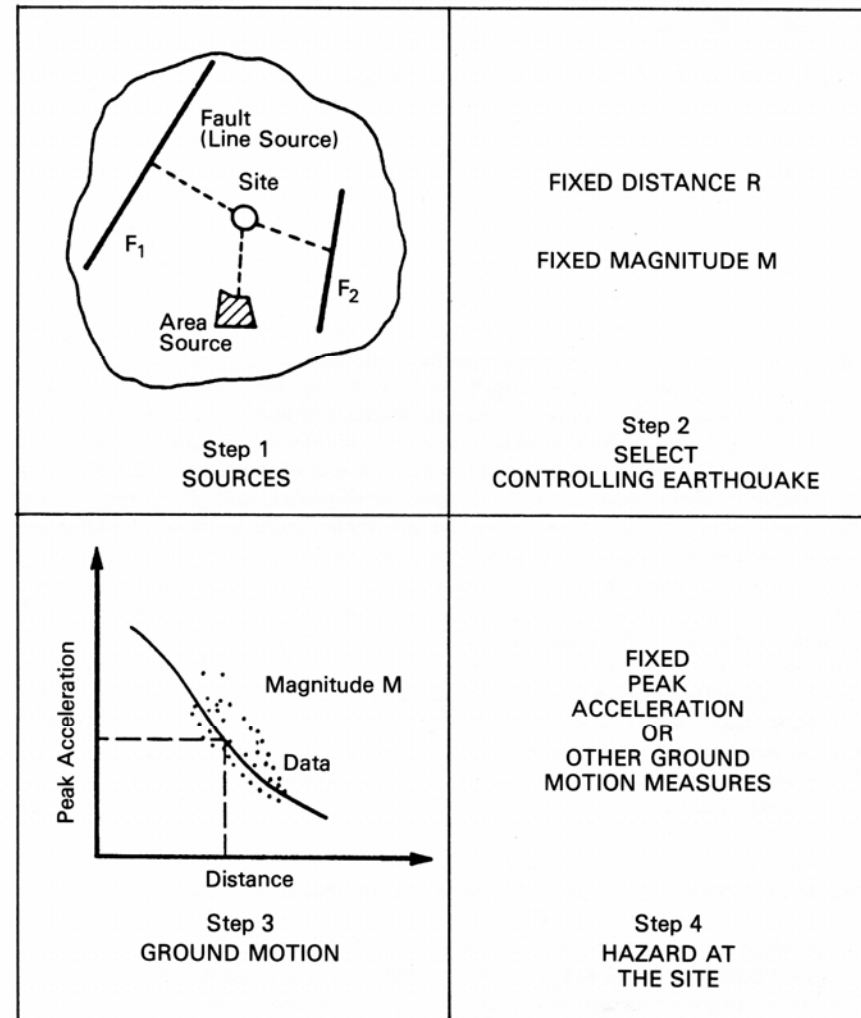 Fault
(Line Source)
Site
F1
F2
Area
Source
Step 1
SOURCES
FIXED DISTANCE R
FIXED MAGNITUDE M
Step 2
SELECT
CONTROLLING EARTHQUAKE
Peak Acceleration
Magnitude M
Data
Distance
Step 3
GROUND MOTION
FIXED
PEAK
ACCELERATION
OR
OTHER GROUND
MOTION MEASURES
Step 4
HAZARD AT
THE SITE